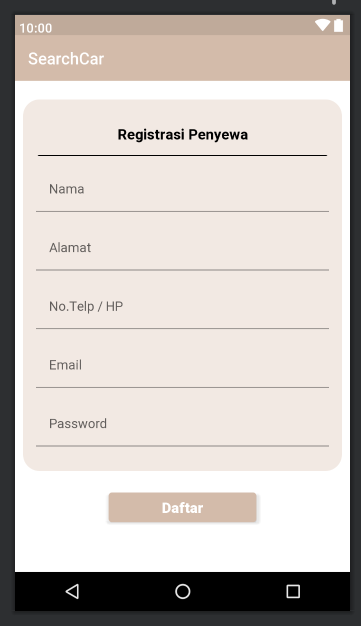 10:00
SearchCar
Registrasi Penyewa
Nama
Alamat
No.Telp / HP
Email
Password
Daftar